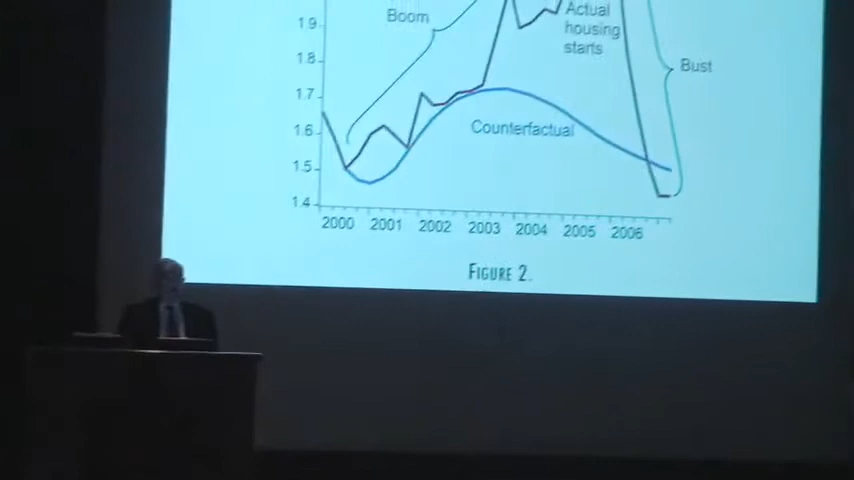 1.9
Boom
Actual
housing
starts
1.8
Bust
1.7
1.6
Counterfactual
1.5
1.4
2000 2001 2002 2003 2004 2005 2006
FIGURE 2.